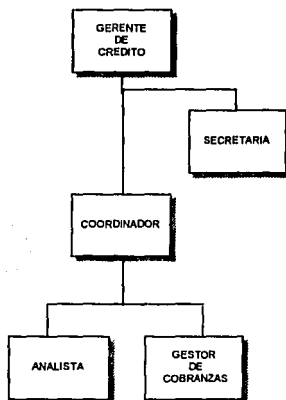 GERENTE
DE
CREDITO
SECRETARIA
COORDINADOR
ANALISTA
GESTOR
DE
COBRANZAS